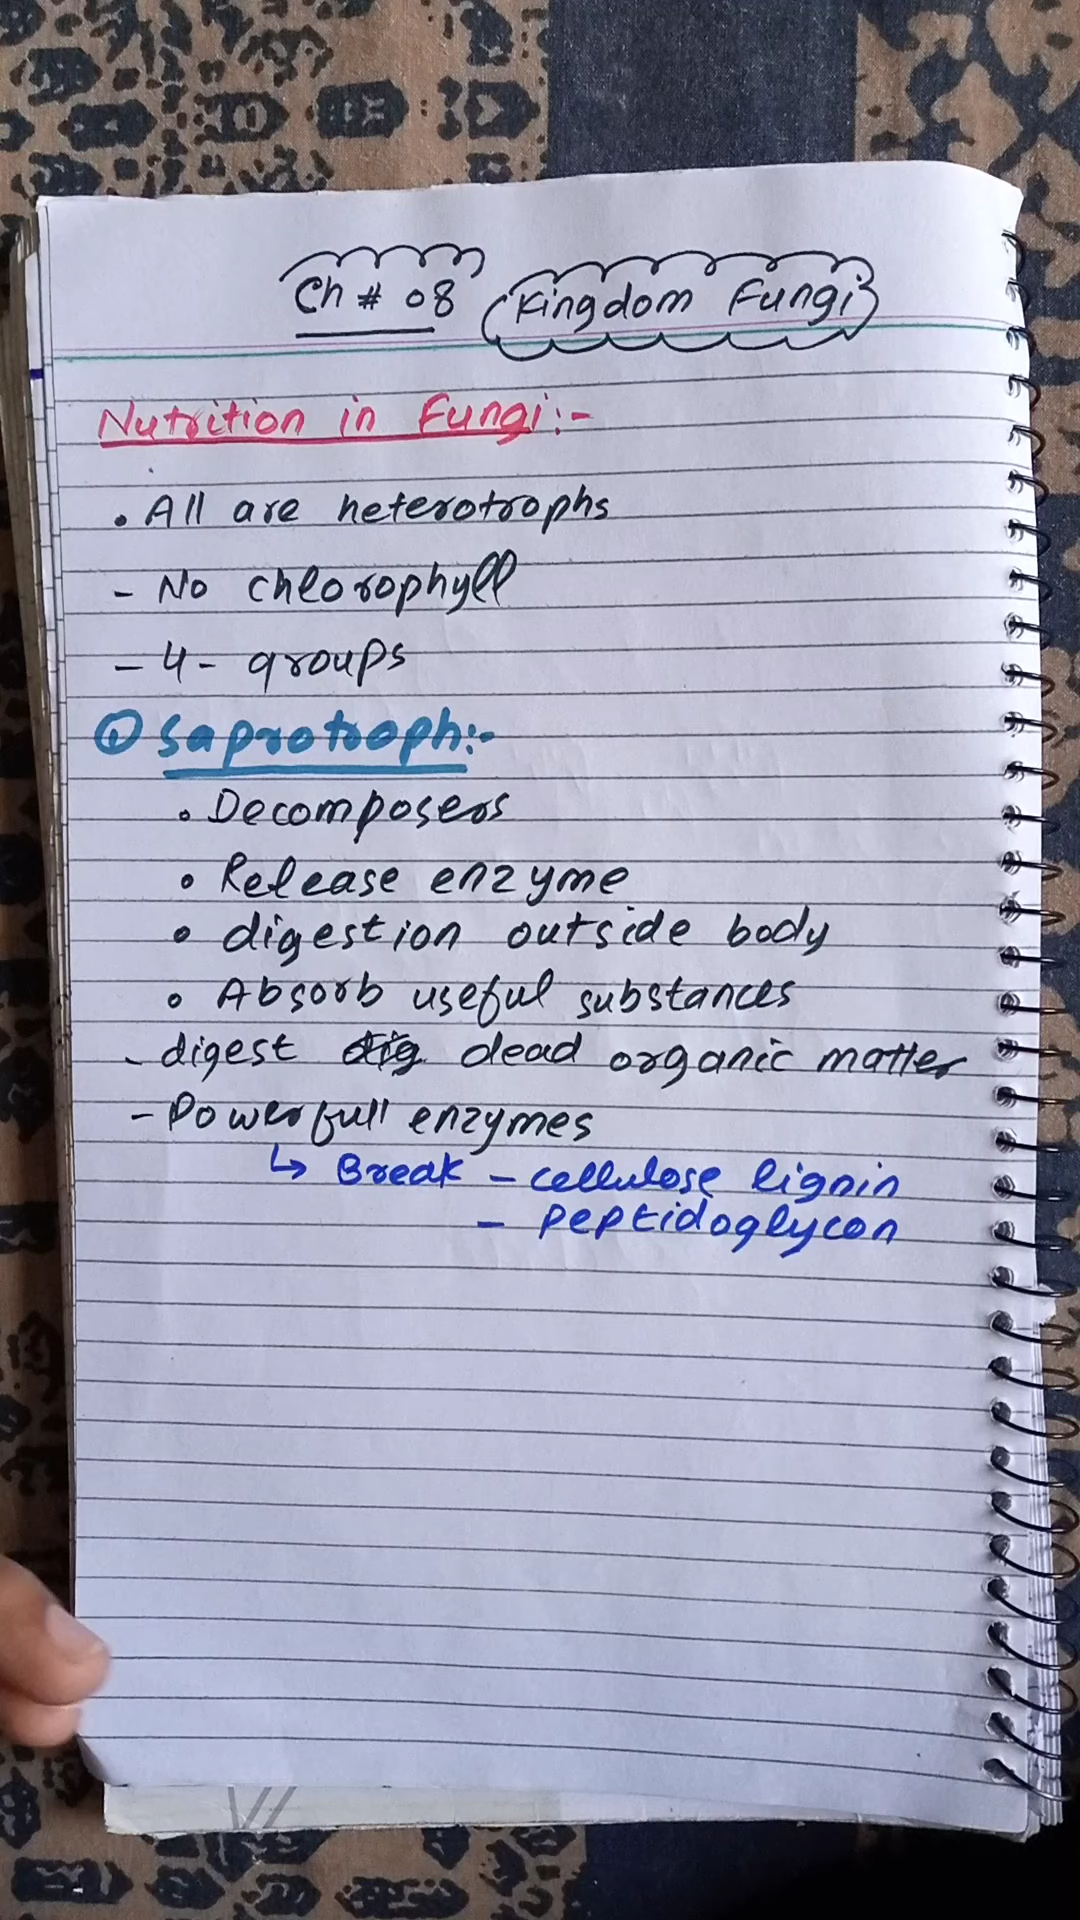 Ch # 08 Kingdom Fungi
Nutrition in Fungi:-
• All are heterotrophs
- No chlorophyll
- 4 - groups
① Saprotroph:-
• Decomposers
• Release enzyme
• digestion outside body
• Absorb useful substances
- digest dig dead organic matter
- Powerfull enzymes
↳ Break - cellulose lignin
- peptidoglycon